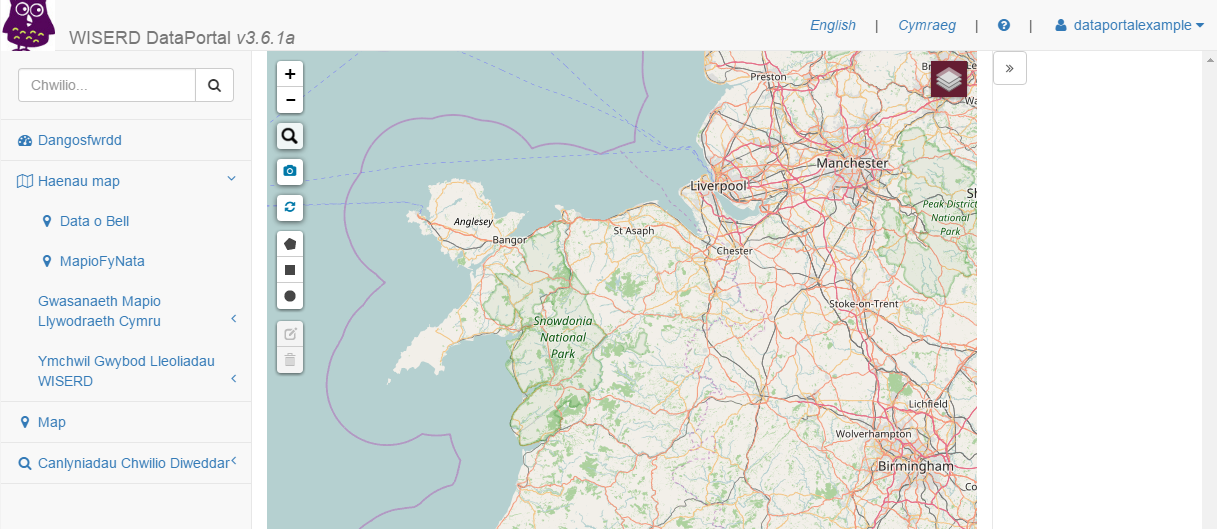 WISERD DataPortal v3.6.1a
English | Cymraeg | | dataportalexample
Chwilio...
Dangosfwrdd
Haenau map
Data o Bell
MapioFyNata
Gwasanaeth Mapio
Llywodraeth Cymru
Ymchwil Gwybod Lleoliadau
WISERD
Map
Canlyniadau Chwilio Diweddar
+
−
Preston
Manchester
Liverpool
Peak District
National
Park
Anglesey
Bangor
St Asaph
Chester
Stoke-on-Trent
Snowdonia
National
Park
Lichfield
Wolverhampton
Birmingham
»